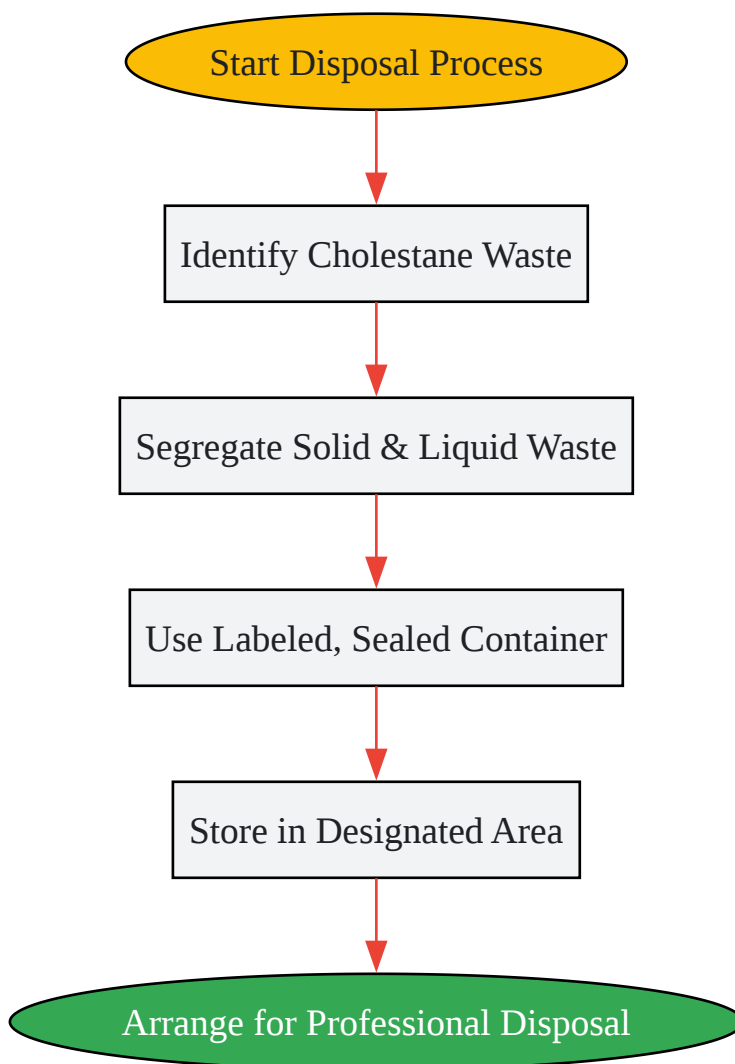 Start Disposal Process
Identify Cholestane Waste
Segregate Solid & Liquid Waste
Use Labeled, Sealed Container
Store in Designated Area
Arrange for Professional Disposal